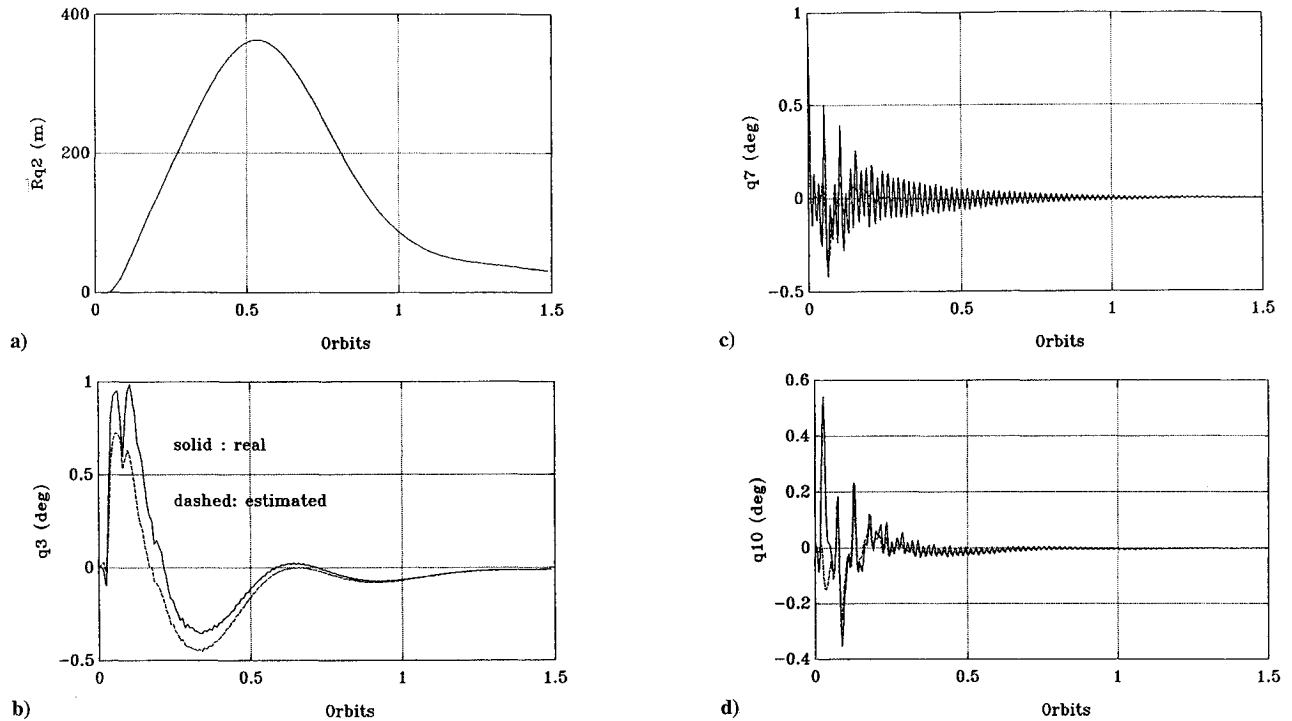 400
200
0
Rq2 (m)
0
0.5
1
1.5
a)
Orbits
1
0.5
0
-0.5
q3 (deg)
solid : real
dashed: estimated
0
0.5
1
1.5
b)
Orbits
1
0.5
0
-0.5
q7 (deg)
0
0.5
1
1.5
c)
Orbits
0.6
0.4
0.2
0
-0.2
-0.4
q10 (deg)
0
0.5
1
1.5
d)
Orbits